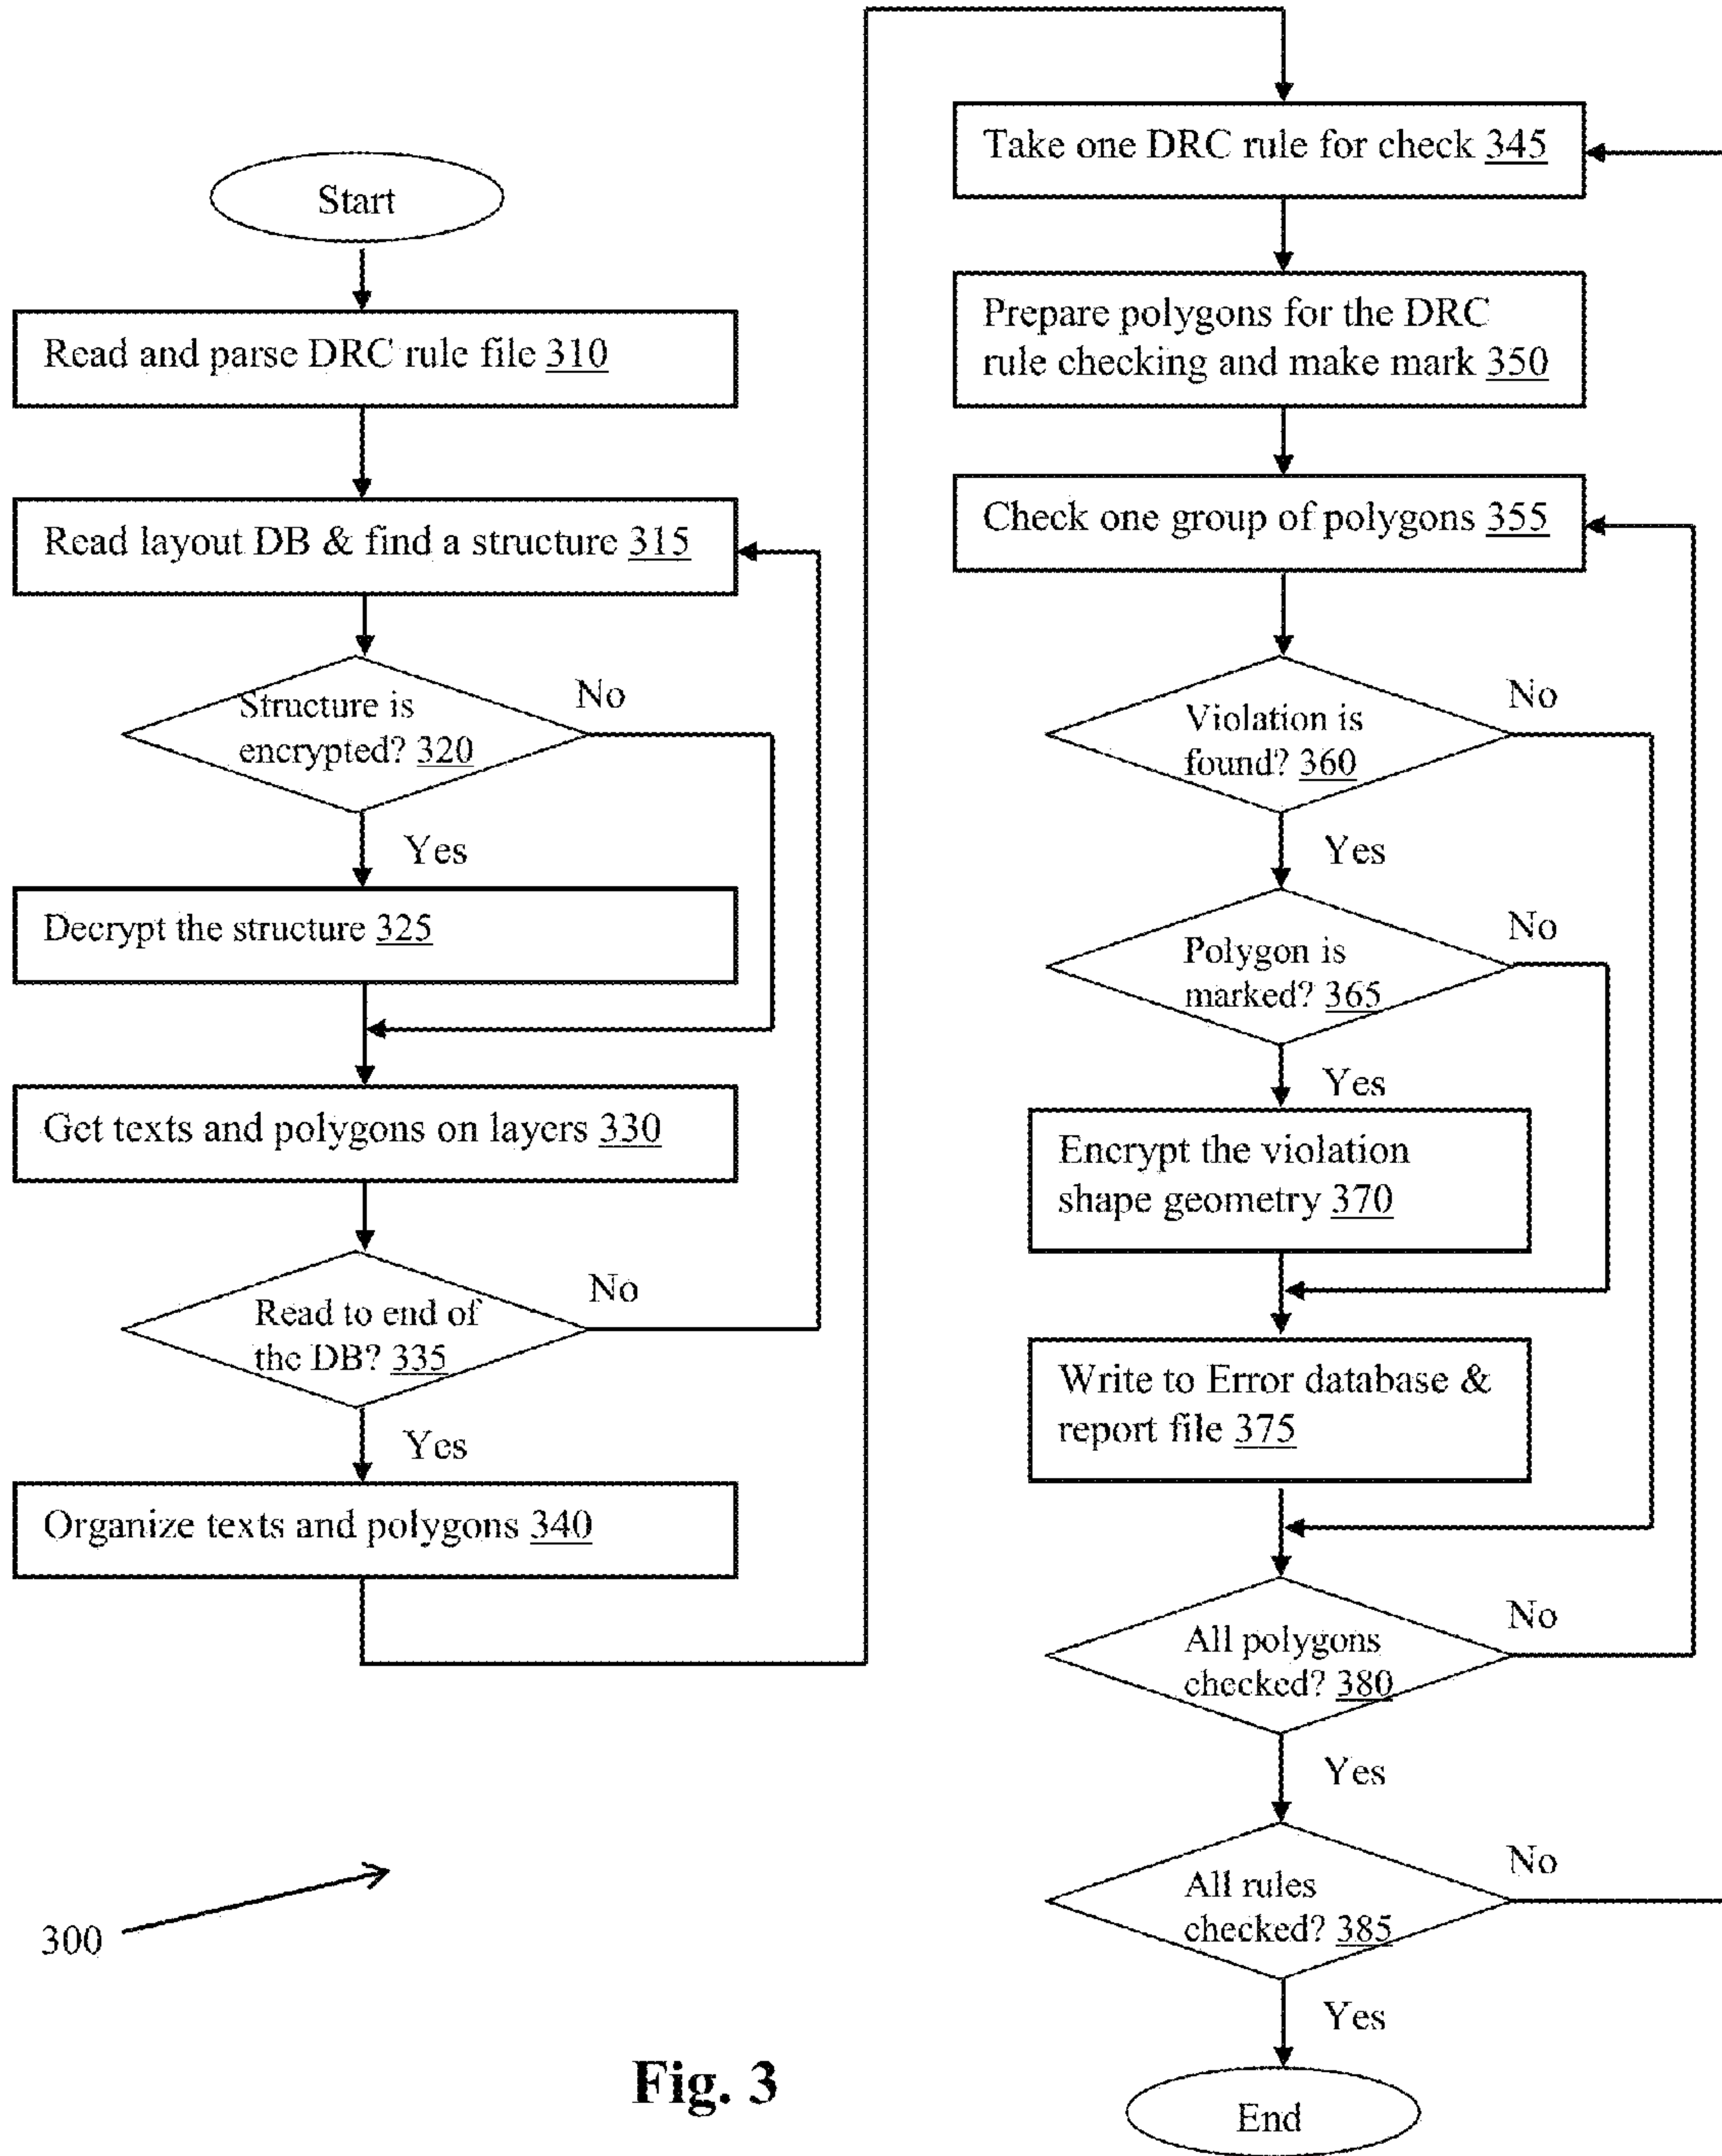 Start
Read and parse DRC rule file 310
Read layout DB & find a structure 315
Structure is
encrypted? 320
No
Yes
Decrypt the structure 325
Get texts and polygons on layers 330
Read to end of
the DB? 335
No
Yes
Organize texts and polygons 340
Take one DRC rule for check 345
Prepare polygons for the DRC
rule checking and make mark 350
Check one group of polygons 355
Violation is
found? 360
No
Yes
Polygon is
marked? 365
No
Yes
Encrypt the violation
shape geometry 370
Write to Error database &
report file 375
All polygons
checked? 380
No
Yes
All rules
checked? 385
No
Yes
End
300
Fig. 3